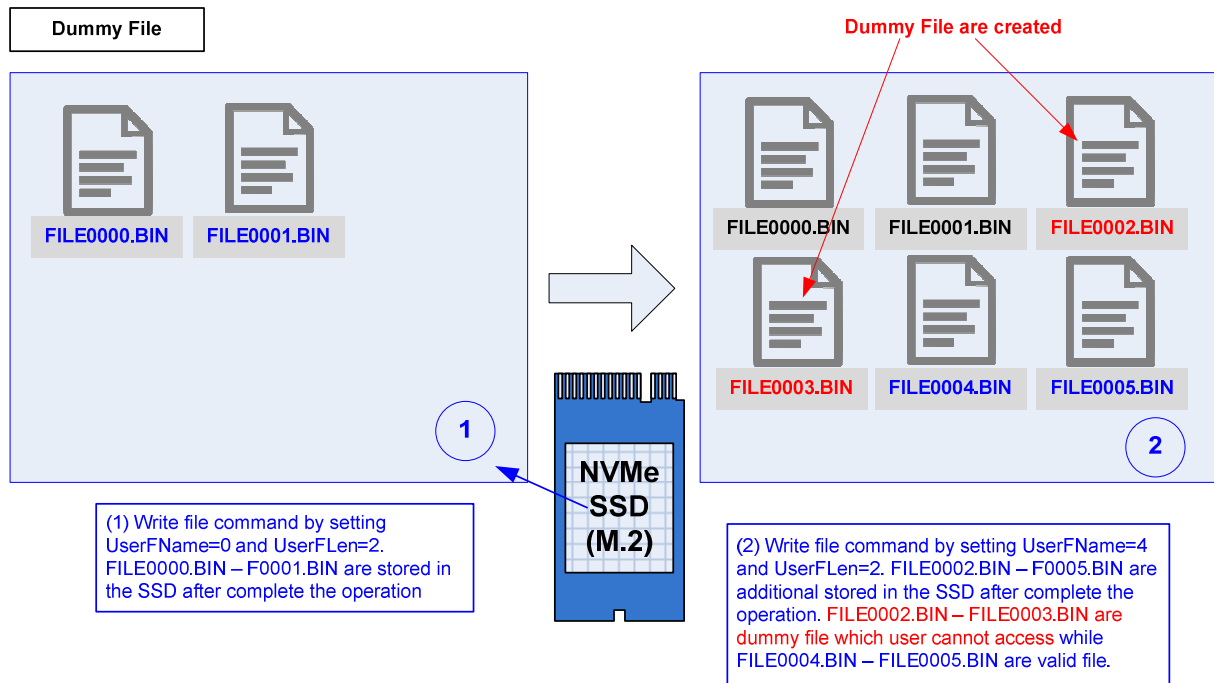 Dummy File
Dummy File are created
FILE0000.BIN
FILE0001.BIN
FILE0000.BIN
FILE0001.BIN
FILE0002.BIN
FILE0003.BIN
FILE0004.BIN
FILE0005.BIN
1
2
NVMe
SSD
(M.2)
(1) Write file command by setting
UserFName=0 and UserFLen=2.
FILE0000.BIN – F0001.BIN are stored in
the SSD after complete the operation
(2) Write file command by setting UserFName=4
and UserFLen=2. FILE0002.BIN – F0005.BIN are
additional stored in the SSD after complete the
operation. FILE0002.BIN – FILE0003.BIN are
dummy file which user cannot access while
FILE0004.BIN – FILE0005.BIN are valid file.